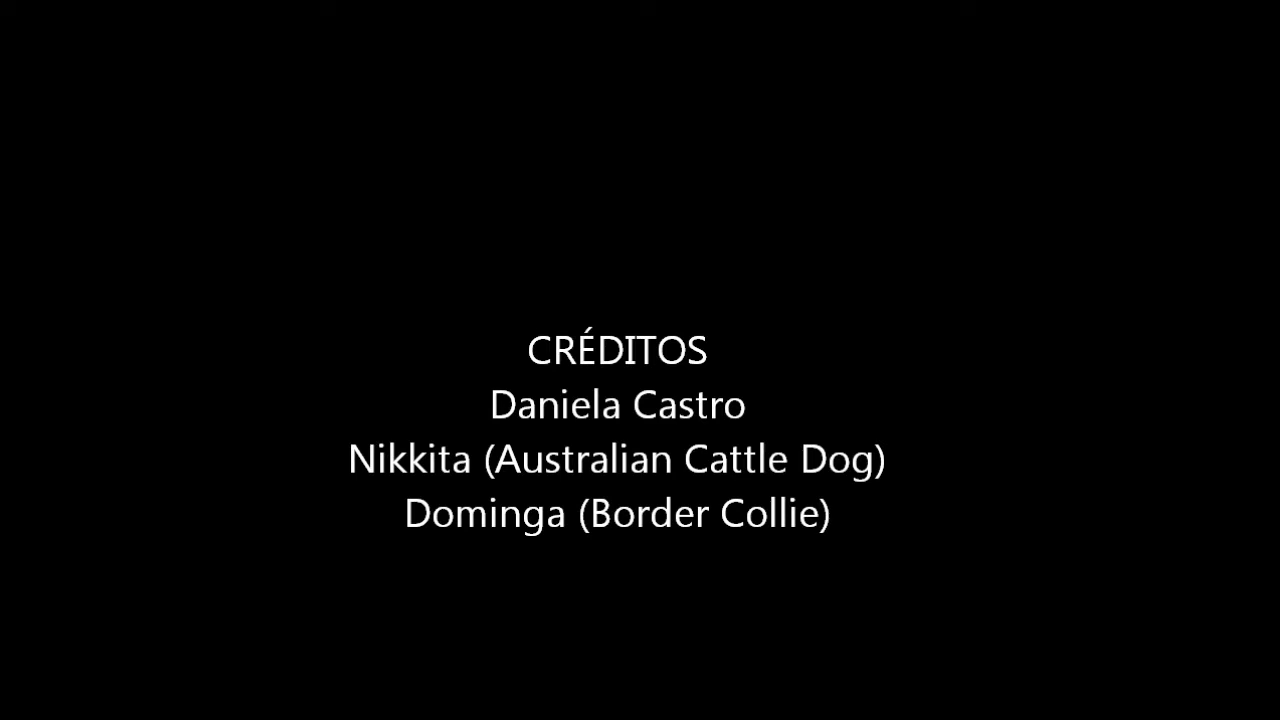 CRÉDITOS
Daniela Castro
Nikkita (Australian Cattle Dog)
Dominga (Border Collie)